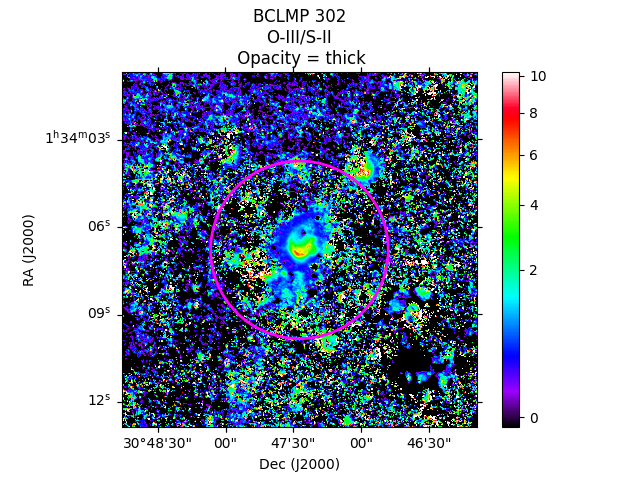 BCLMP 302
O-III/S-II
Opacity = thick
10
8
6
4
2
0
1ʰ34ᵐ03ˢ
06ˢ
09ˢ
12ˢ
RA (J2000)
30°48'30" 00" 47'30" 00" 46'30"
Dec (J2000)